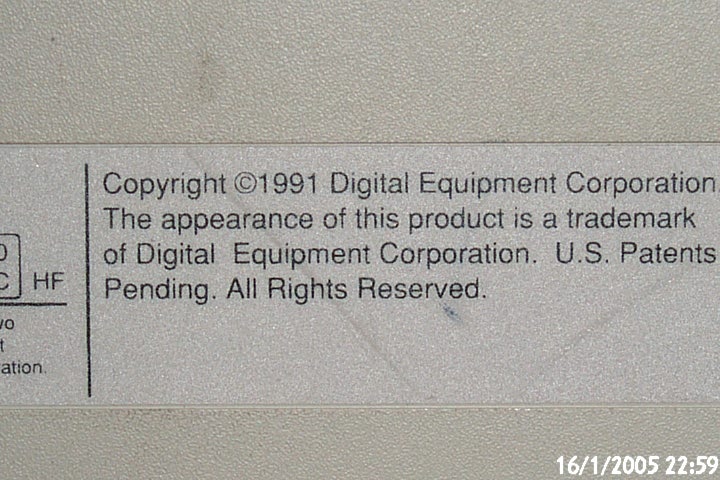 Copyright ©1991 Digital Equipment Corporation.
The appearance of this product is a trademark
of Digital Equipment Corporation. U.S. Patents
Pending. All Rights Reserved.
HF
16/1/2005 22:59